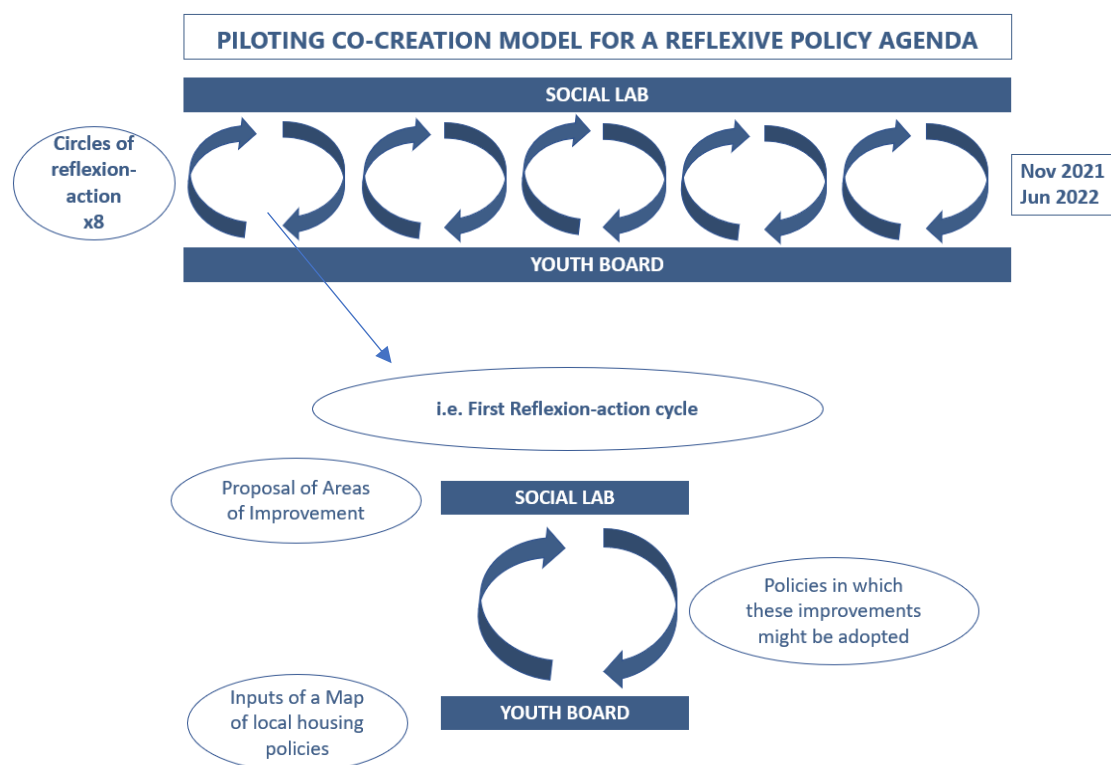 PILOTING CO-CREATION MODEL FOR A REFLEXIVE POLICY AGENDA
SOCIAL LAB
Circles of
reflexion-
action
x8
Nov 2021
Jun 2022
YOUTH BOARD
i.e. First Reflexion-action cycle
Proposal of Areas
of Improvement
SOCIAL LAB
Policies in which
these improvements
might be adopted
Inputs of a Map
of local housing
policies
YOUTH BOARD